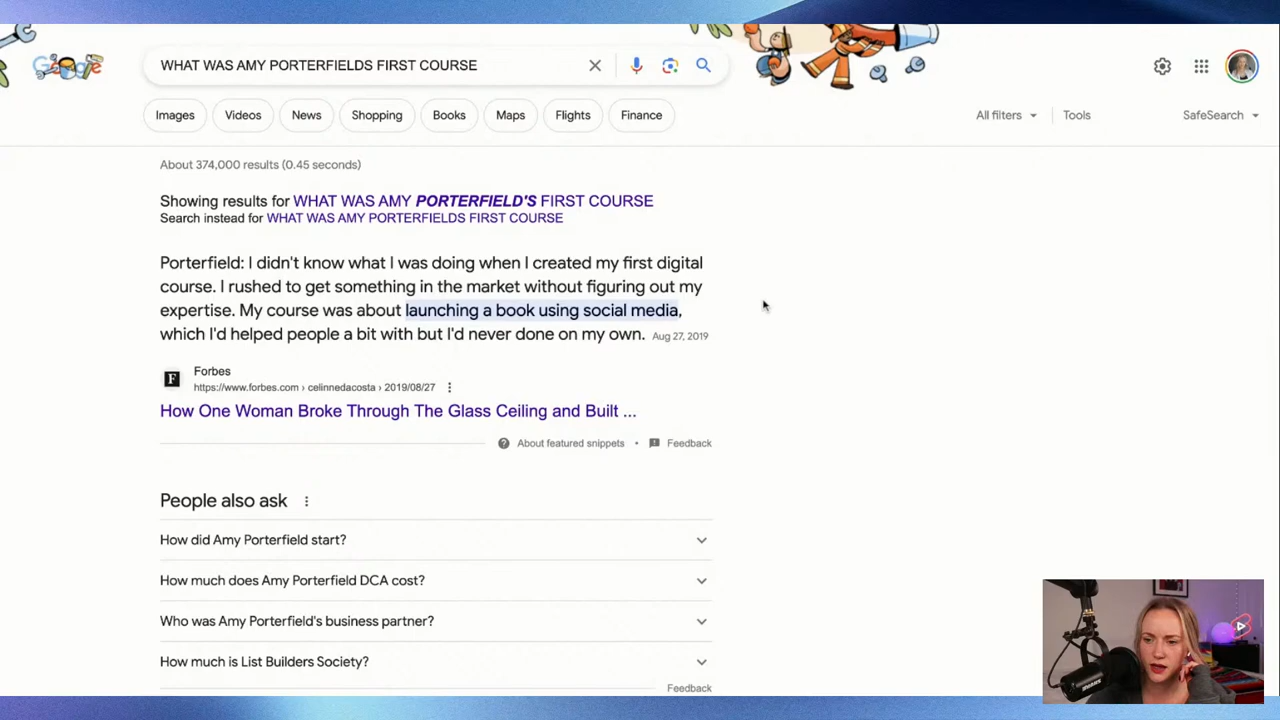 Google
WHAT WAS AMY PORTERFIELDS FIRST COURSE
Images
Videos
News
Shopping
Books
Maps
Flights
Finance
All filters
Tools
SafeSearch
About 374,000 results (0.45 seconds)
Showing results for WHAT WAS AMY PORTERFIELD'S FIRST COURSE
Search instead for WHAT WAS AMY PORTERFIELDS FIRST COURSE
Porterfield: I didn't know what I was doing when I created my first digital
course. I rushed to get something in the market without figuring out my
expertise. My course was about launching a book using social media,
which I'd helped people a bit with but I'd never done on my own. Aug 27, 2019
F
Forbes
https://www.forbes.com › celinnedacosta › 2019/08/27
How One Woman Broke Through The Glass Ceiling and Built ...
About featured snippets • Feedback
People also ask
How did Amy Porterfield start?
How much does Amy Porterfield DCA cost?
Who was Amy Porterfield's business partner?
How much is List Builders Society?
Feedback